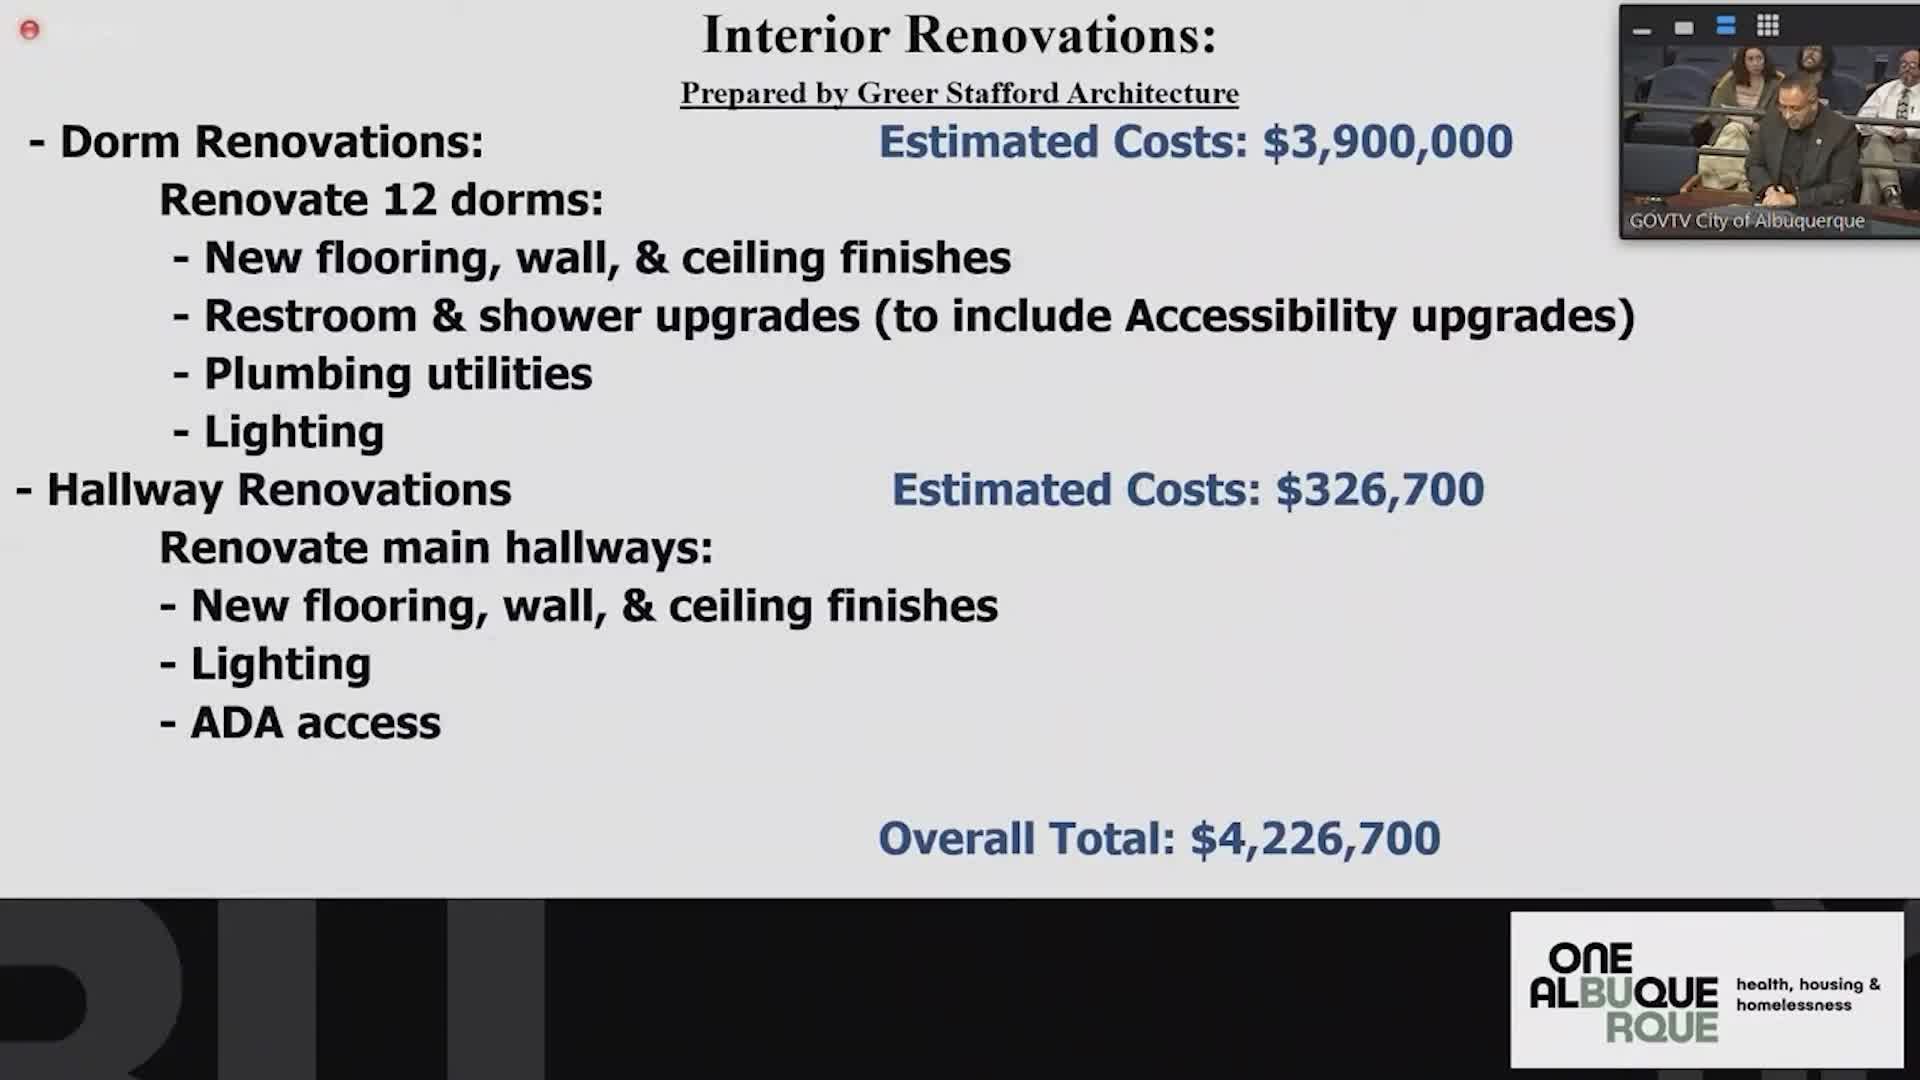 Interior Renovations:
Prepared by Greer Stafford Architecture
- Dorm Renovations: Estimated Costs: $3,900,000
Renovate 12 dorms:
- New flooring, wall, & ceiling finishes
- Restroom & shower upgrades (to include Accessibility upgrades)
- Plumbing utilities
- Lighting
- Hallway Renovations Estimated Costs: $326,700
Renovate main hallways:
- New flooring, wall, & ceiling finishes
- Lighting
- ADA access
Overall Total: $4,226,700
GOVTV City of Albuquerque
ONE
ALBUQUE
RQUE
health, housing &
homelessness